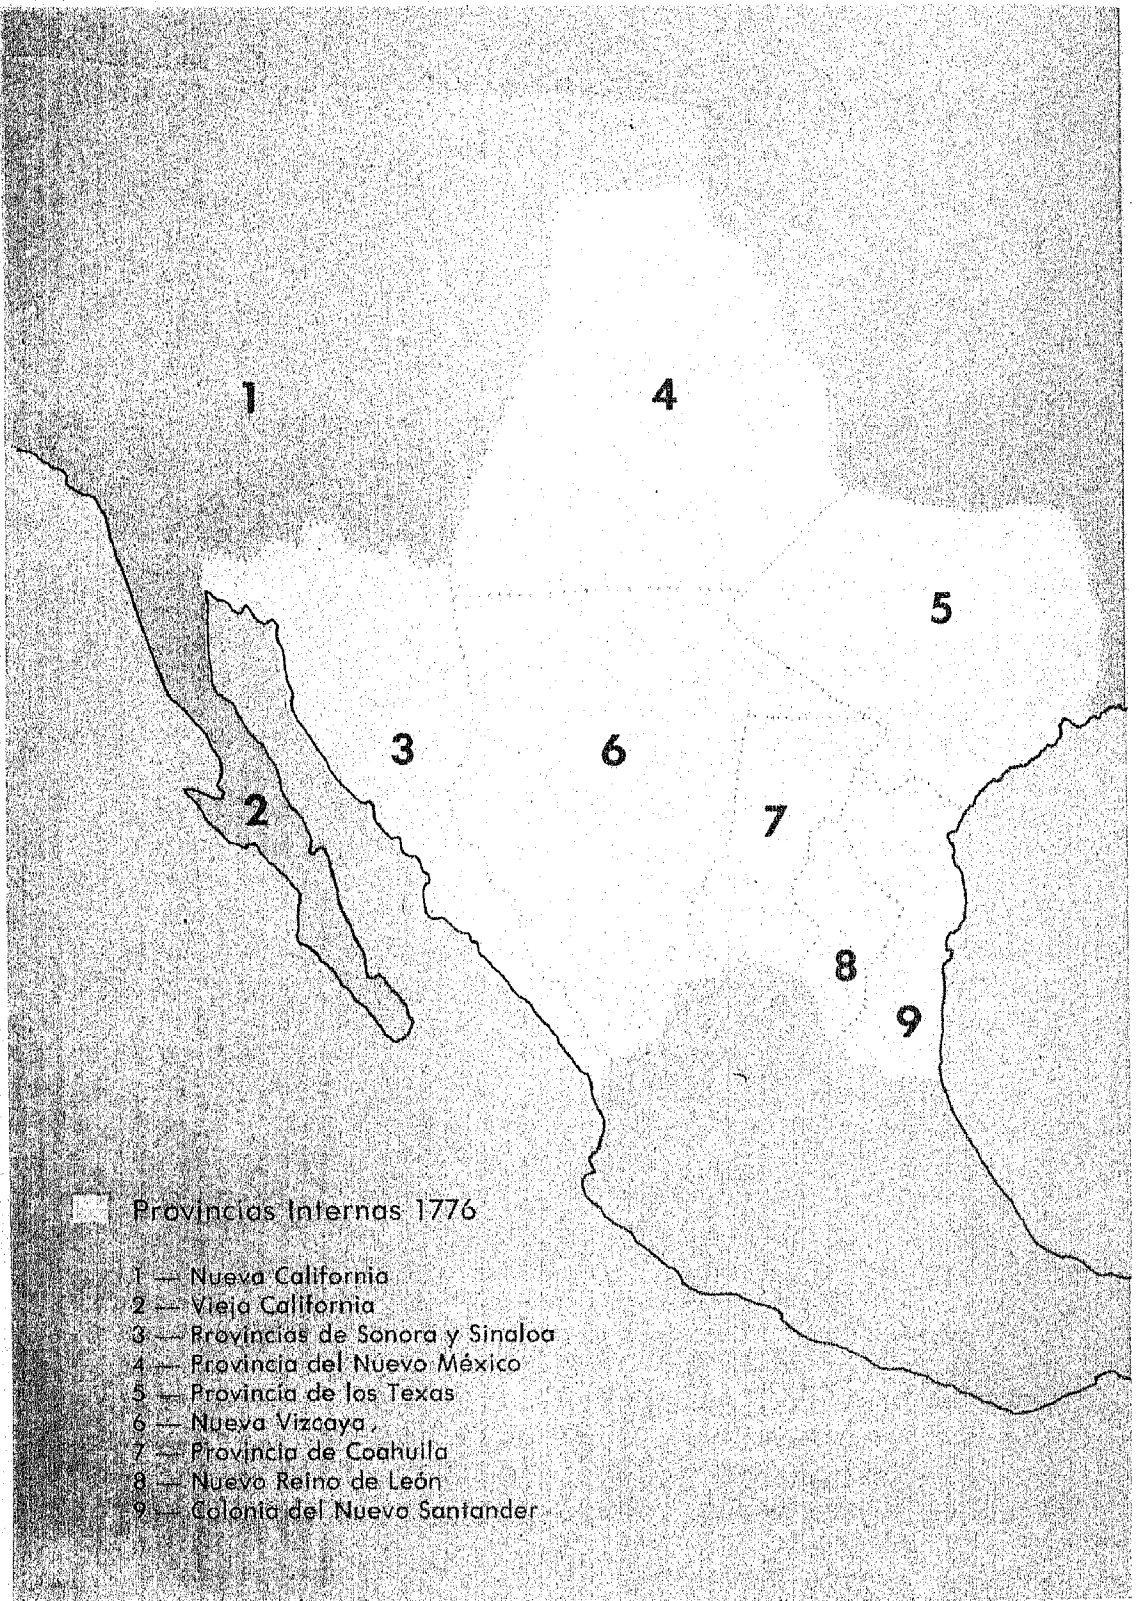 1
4
5
3
6
2
7
8
9
Provincias Internas 1776
1 — Nueva California
2 — Vieja California
3 — Provincias de Sonora y Sinaloa
4 — Provincia del Nuevo México
5 — Provincia de los Texas
6 — Nueva Vizcaya
7 — Provincia de Coahuila
8 — Nuevo Reino de León
9 — Colonia del Nuevo Santander